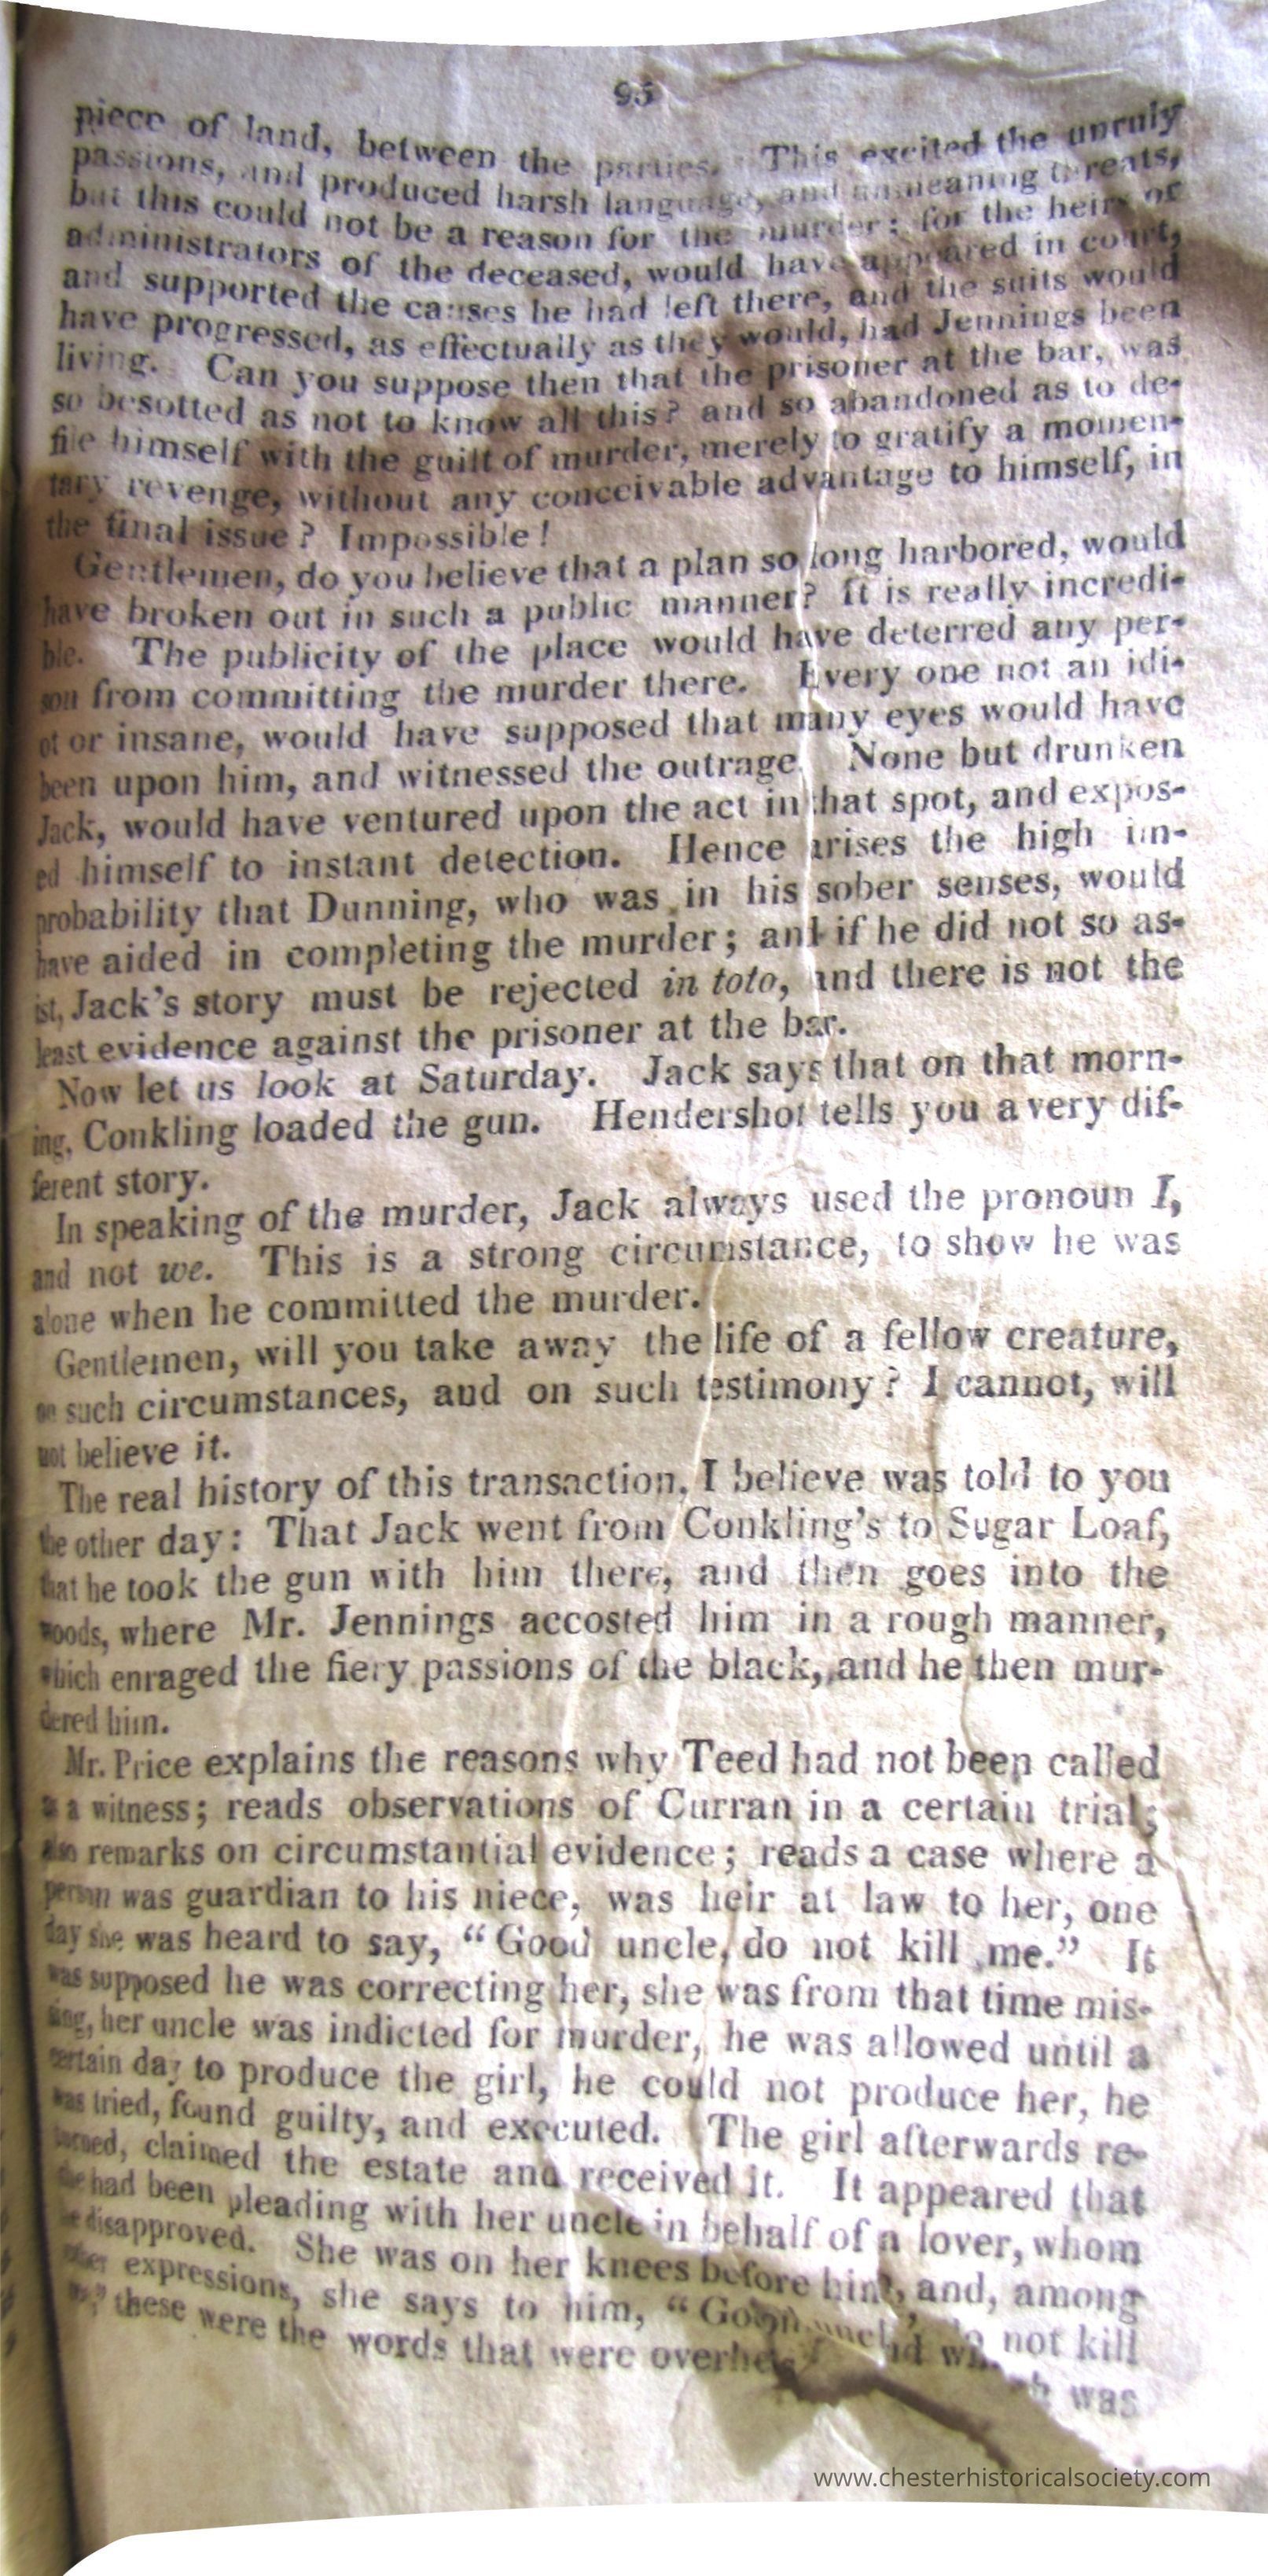 95
piece of land, between the parties. This excited the unruly
passions, and produced harsh language, and unmeaning threats,
but this could not be a reason for the murder; for the heirs or
administrators of the deceased, would have appeared in court,
and supported the causes he had left there, and the suits would
have progressed, as effectually as they would, had Jennings been
living. Can you suppose then that the prisoner at the bar, was
so besotted as not to know all this? and so abandoned as to de-
file himself with the guilt of murder, merely to gratify a momen-
tary revenge, without any conceivable advantage to himself, in
the final issue? Impossible!
Gentlemen, do you believe that a plan so long harbored, would
have broken out in such a public manner? It is really incredi-
ble. The publicity of the place would have deterred any per-
son from committing the murder there. Every one not an idi-
ot or insane, would have supposed that many eyes would have
been upon him, and witnessed the outrage. None but drunken
Jack, would have ventured upon the act in that spot, and expos-
ed himself to instant detection. Hence arises the high im-
probability that Dunning, who was in his sober senses, would
have aided in completing the murder; and if he did not so as-
ist, Jack's story must be rejected in toto, and there is not the
least evidence against the prisoner at the bar.
Now let us look at Saturday. Jack says that on that morn-
ing, Conkling loaded the gun. Hendershot tells you a very dif-
ferent story.
In speaking of the murder, Jack always used the pronoun I,
and not we. This is a strong circumstance, to show he was
alone when he committed the murder.
Gentlemen, will you take away the life of a fellow creature,
on such circumstances, and on such testimony? I cannot, will
not believe it.
The real history of this transaction, I believe was told to you
the other day: That Jack went from Conkling's to Sugar Loaf,
that he took the gun with him there, and then goes into the
woods, where Mr. Jennings accosted him in a rough manner,
which enraged the fiery passions of the black, and he then mur-
dered him.
Mr. Price explains the reasons why Teed had not been called
as a witness; reads observations of Curran in a certain trial;
also remarks on circumstantial evidence; reads a case where a
person was guardian to his niece, was heir at law to her, one
day she was heard to say, "Good uncle, do not kill me." It
was supposed he was correcting her, she was from that time mis-
sing, her uncle was indicted for murder, he was allowed until a
certain day to produce the girl, he could not produce her, he
was tried, found guilty, and executed. The girl afterwards re-
turned, claimed the estate and received it. It appeared that
she had been pleading with her uncle in behalf of a lover, whom
he disapproved. She was on her knees before him, and, among
other expressions, she says to him, "Good uncle, do not kill
me," these were the words that were overhe
was
www.chesterhistoricalsociety.com